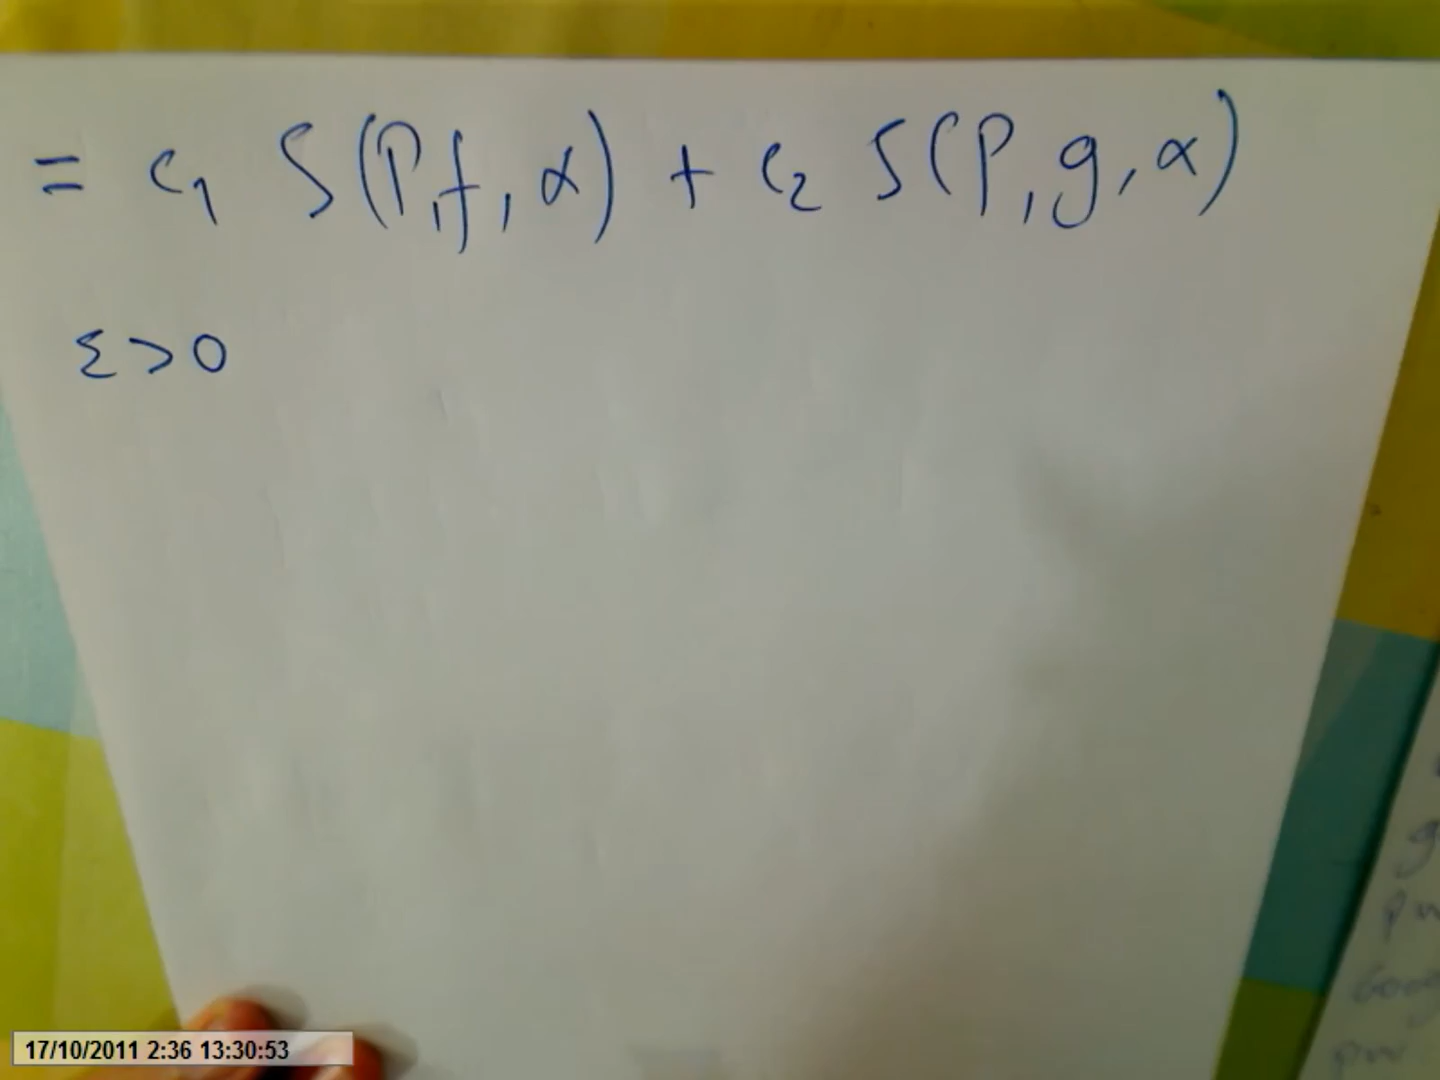 = c₁ S(P,f,α) + c₂ S(P,g,α)
ε>0
17/10/2011 2:36 13:30:53